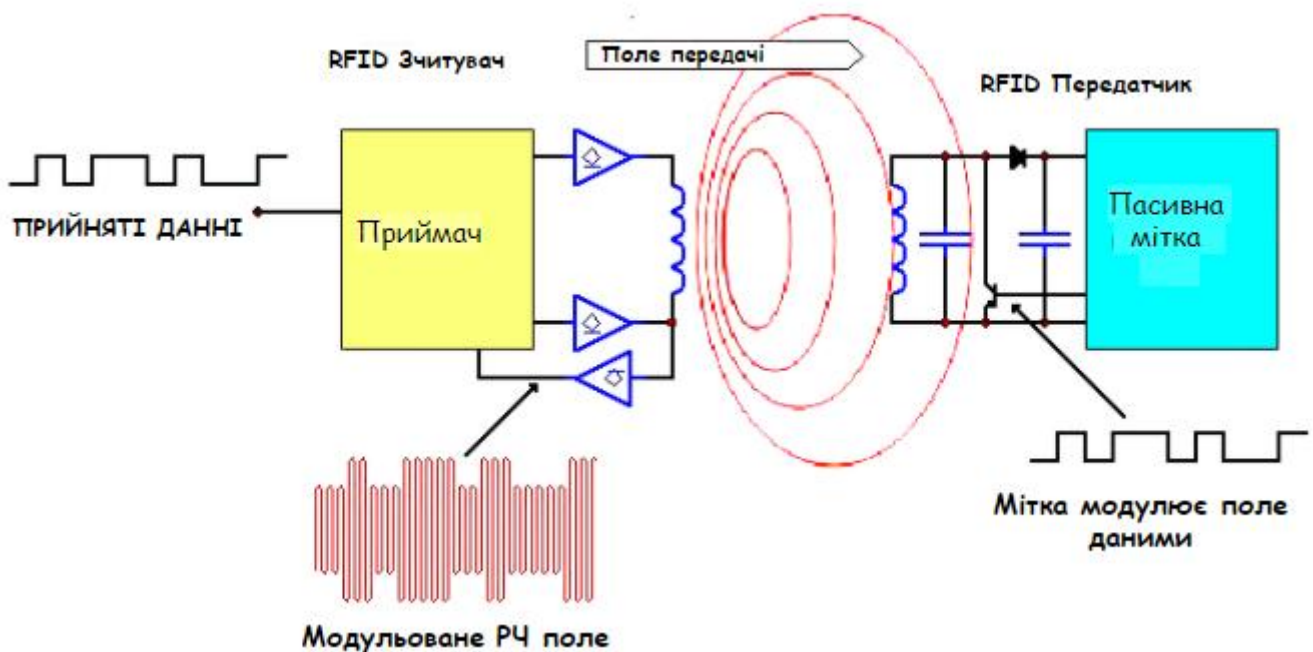 RFID Зчитувач
Поле передачі
RFID Передатчик
ПРИЙНЯТІ ДАННІ
Приймач
Пасивна
мітка
Мітка модулює поле
даними
Модульоване РЧ поле